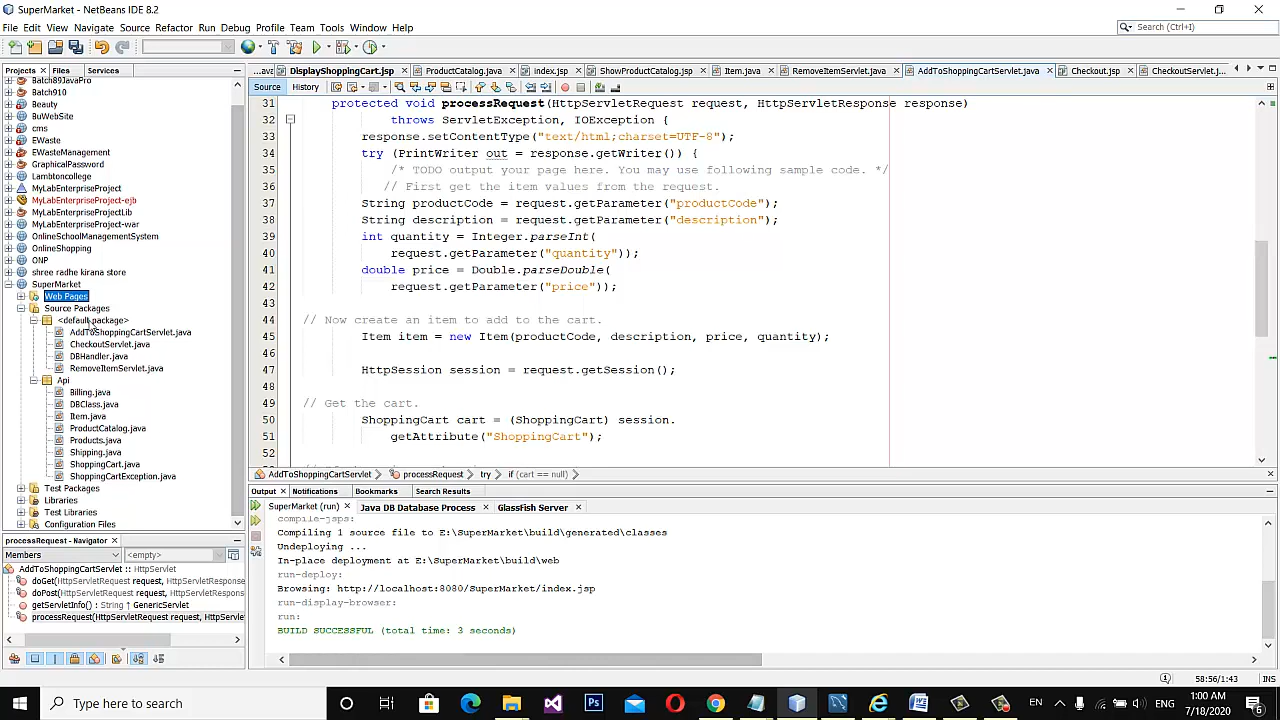 SuperMarket - NetBeans IDE 8.2
File Edit View Navigate Source Refactor Run Debug Profile Team Tools Window Help
Search (Ctrl+I)
Projects Files Services
Batch91JavaPro
Batch910
Beauty
BuWebSite
cms
EWaste
EWasteManagement
GraphicalPassword
Lambtoncollege
MyLabEnterpriseProject
MyLabEnterpriseProject-ejb
MyLabEnterpriseProjectLib
MyLabEnterpriseProject-war
OnlineSchoolManagementSystem
OnlineShopping
ONP
shree radhe kirana store
SuperMarket
Web Pages
Source Packages
<default package>
AddToShoppingCartServlet.java
CheckoutServlet.java
DBHandler.java
RemoveItemServlet.java
Api
Billing.java
DBClass.java
Item.java
ProductCatalog.java
Products.java
Shipping.java
ShoppingCart.java
ShoppingCartException.java
Test Packages
Libraries
Test Libraries
Configuration Files
processRequest - Navigator
Members <empty>
AddToShoppingCartServlet :: HttpServlet
doGet(HttpServletRequest request, HttpServletResponse
doPost(HttpServletRequest request, HttpServletRespons
getServletInfo() : String ↑ GenericServlet
processRequest(HttpServletRequest request, HttpServle
...ava DisplayShoppingCart.jsp ProductCatalog.java index.jsp ShowProductCatalog.jsp Item.java RemoveItemServlet.java AddToShoppingCartServlet.java Checkout CheckoutServlet.j...
Source History
31 protected void processRequest(HttpServletRequest request, HttpServletResponse response)
32 throws ServletException, IOException {
33 response.setContentType("text/html;charset=UTF-8");
34 try (PrintWriter out = response.getWriter()) {
35 /* TODO output your page here. You may use following sample code. */
36 // First get the item values from the request.
37 String productCode = request.getParameter("productCode");
38 String description = request.getParameter("description");
39 int quantity = Integer.parseInt(
40 request.getParameter("quantity"));
41 double price = Double.parseDouble(
42 request.getParameter("price"));
43
44 // Now create an item to add to the cart.
45 Item item = new Item(productCode, description, price, quantity);
46
47 HttpSession session = request.getSession();
48
49 // Get the cart.
50 ShoppingCart cart = (ShoppingCart) session.
51 getAttribute("ShoppingCart");
52
AddToShoppingCartServlet processRequest try if (cart == null)
Output Notifications Bookmarks Search Results
SuperMarket (run) Java DB Database Process GlassFish Server
compile-jsps:
Compiling 1 source file to E:\SuperMarket\build\generated\classes
Undeploying ...
In-place deployment at E:\SuperMarket\build\web
run-deploy:
Browsing: http://localhost:8080/SuperMarket/index.jsp
run-display-browser:
run:
BUILD SUCCESSFUL (total time: 3 seconds)
58:56/1:43 INS
Type here to search
EN ENG
1:00 AM
7/18/2020
6